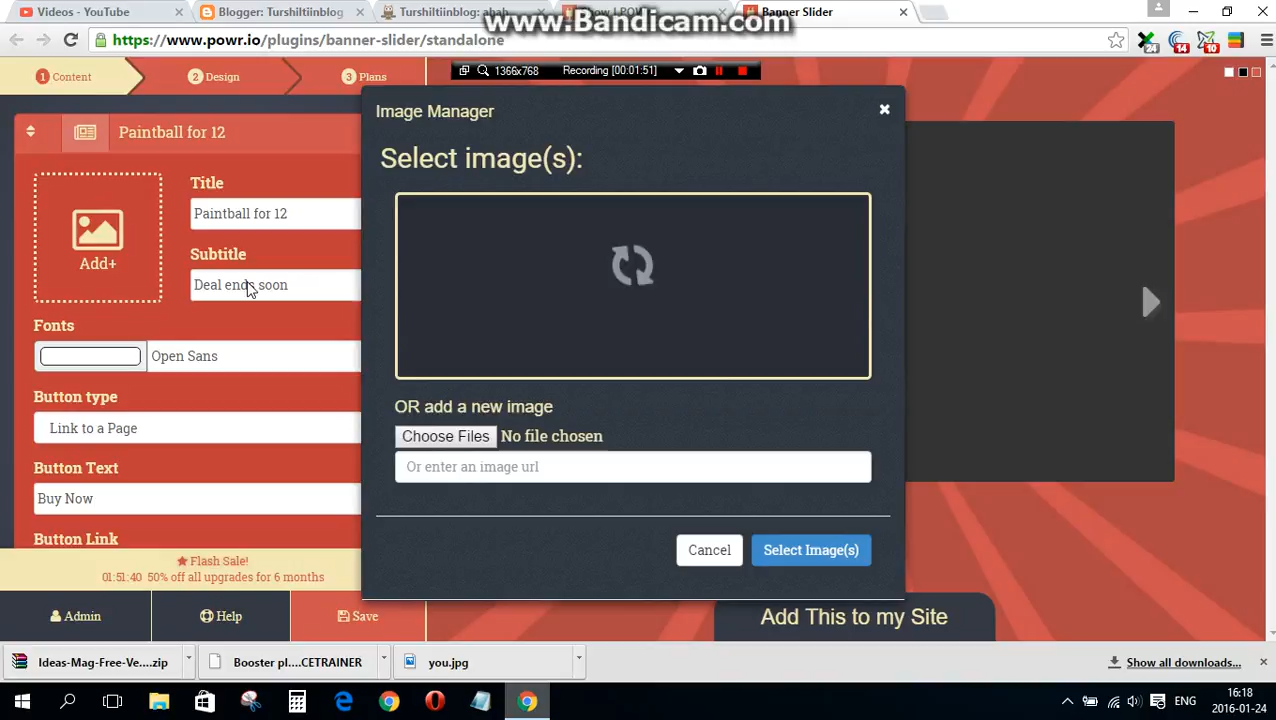 Videos - YouTube
Blogger: Turshiltiinblog
Turshiltiinblog: abah
Banner Slider
www.Bandicam.com
https://www.powr.io/plugins/banner-slider/standalone
24
14
10
1 Content
2 Design
3 Plans
1366x768
Recording [00:01:51]
Paintball for 12
Add+
Title
Paintball for 12
Subtitle
Deal ends soon
Fonts
Open Sans
Button type
Link to a Page
Button Text
Buy Now
Button Link
Flash Sale!
01:51:40 50% off all upgrades for 6 months
Admin
Help
Save
Image Manager
Select image(s):
OR add a new image
Choose Files No file chosen
Or enter an image url
Cancel
Select Image(s)
Add This to my Site
Ideas-Mag-Free-Ve....zip
Booster pl....CETRAINER
you.jpg
Show all downloads...
ENG
16:18
2016-01-24